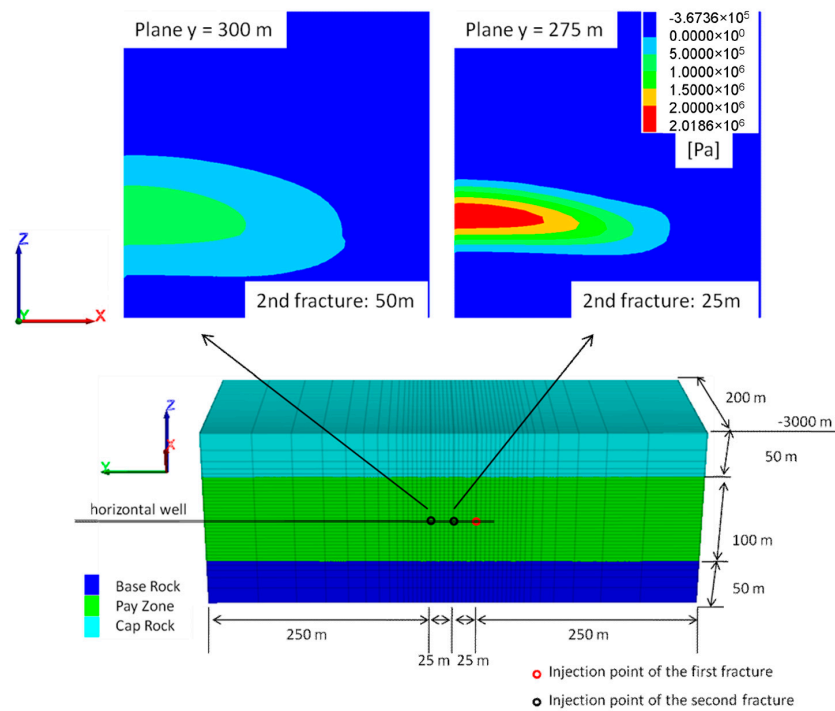 Plane y = 300 m
Plane y = 275 m
-3.6736×10⁵
0.0000×10⁰
5.0000×10⁵
1.0000×10⁶
1.5000×10⁶
2.0000×10⁶
2.0186×10⁶
[Pa]
Z
Y
X
2nd fracture: 50m
2nd fracture: 25m
200 m
-3000 m
Z
X
Y
50 m
horizontal well
100 m
Base Rock
Pay Zone
Cap Rock
50 m
250 m
250 m
25 m
25 m
Injection point of the first fracture
Injection point of the second fracture